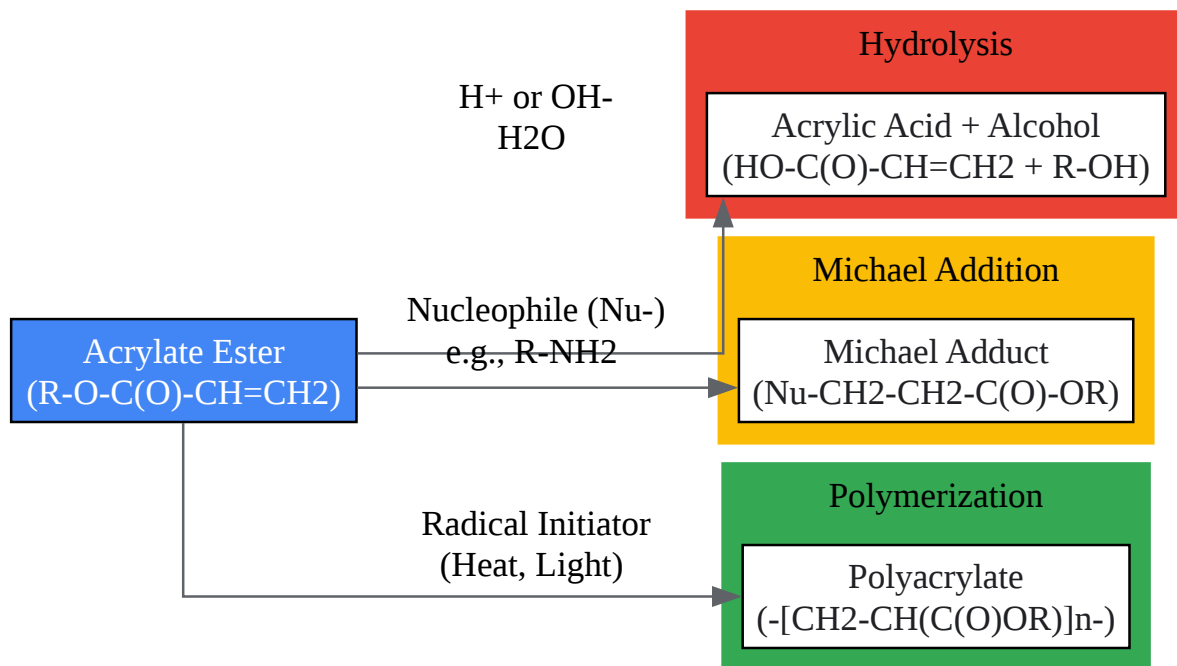 Hydrolysis
H+ or OH-
H2O
Acrylic Acid + Alcohol
(HO-C(O)-CH=CH2 + R-OH)
Michael Addition
Nucleophile (Nu-)
e.g., R-NH2
Acrylate Ester
(R-O-C(O)-CH=CH2)
Michael Adduct
(Nu-CH2-CH2-C(O)-OR)
Polymerization
Radical Initiator
(Heat, Light)
Polyacrylate
(-[CH2-CH(C(O)OR)]n-)